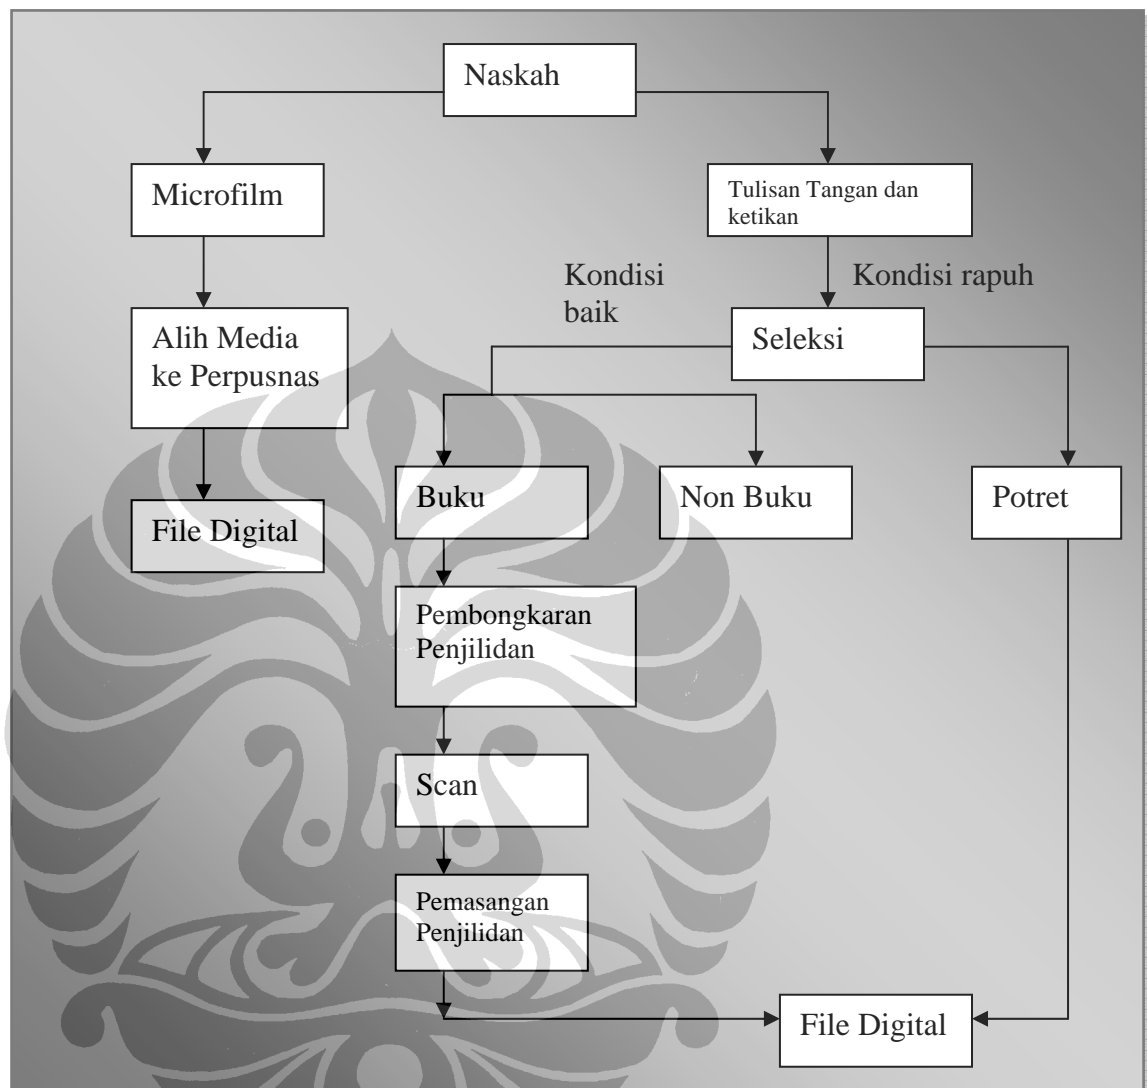 Naskah
Microfilm
Tulisan Tangan dan
ketikan
Kondisi
baik
Kondisi rapuh
Alih Media
ke Perpusnas
Seleksi
Buku
Non Buku
Potret
File Digital
Pembongkaran
Penjilidan
Scan
Pemasangan
Penjilidan
File Digital